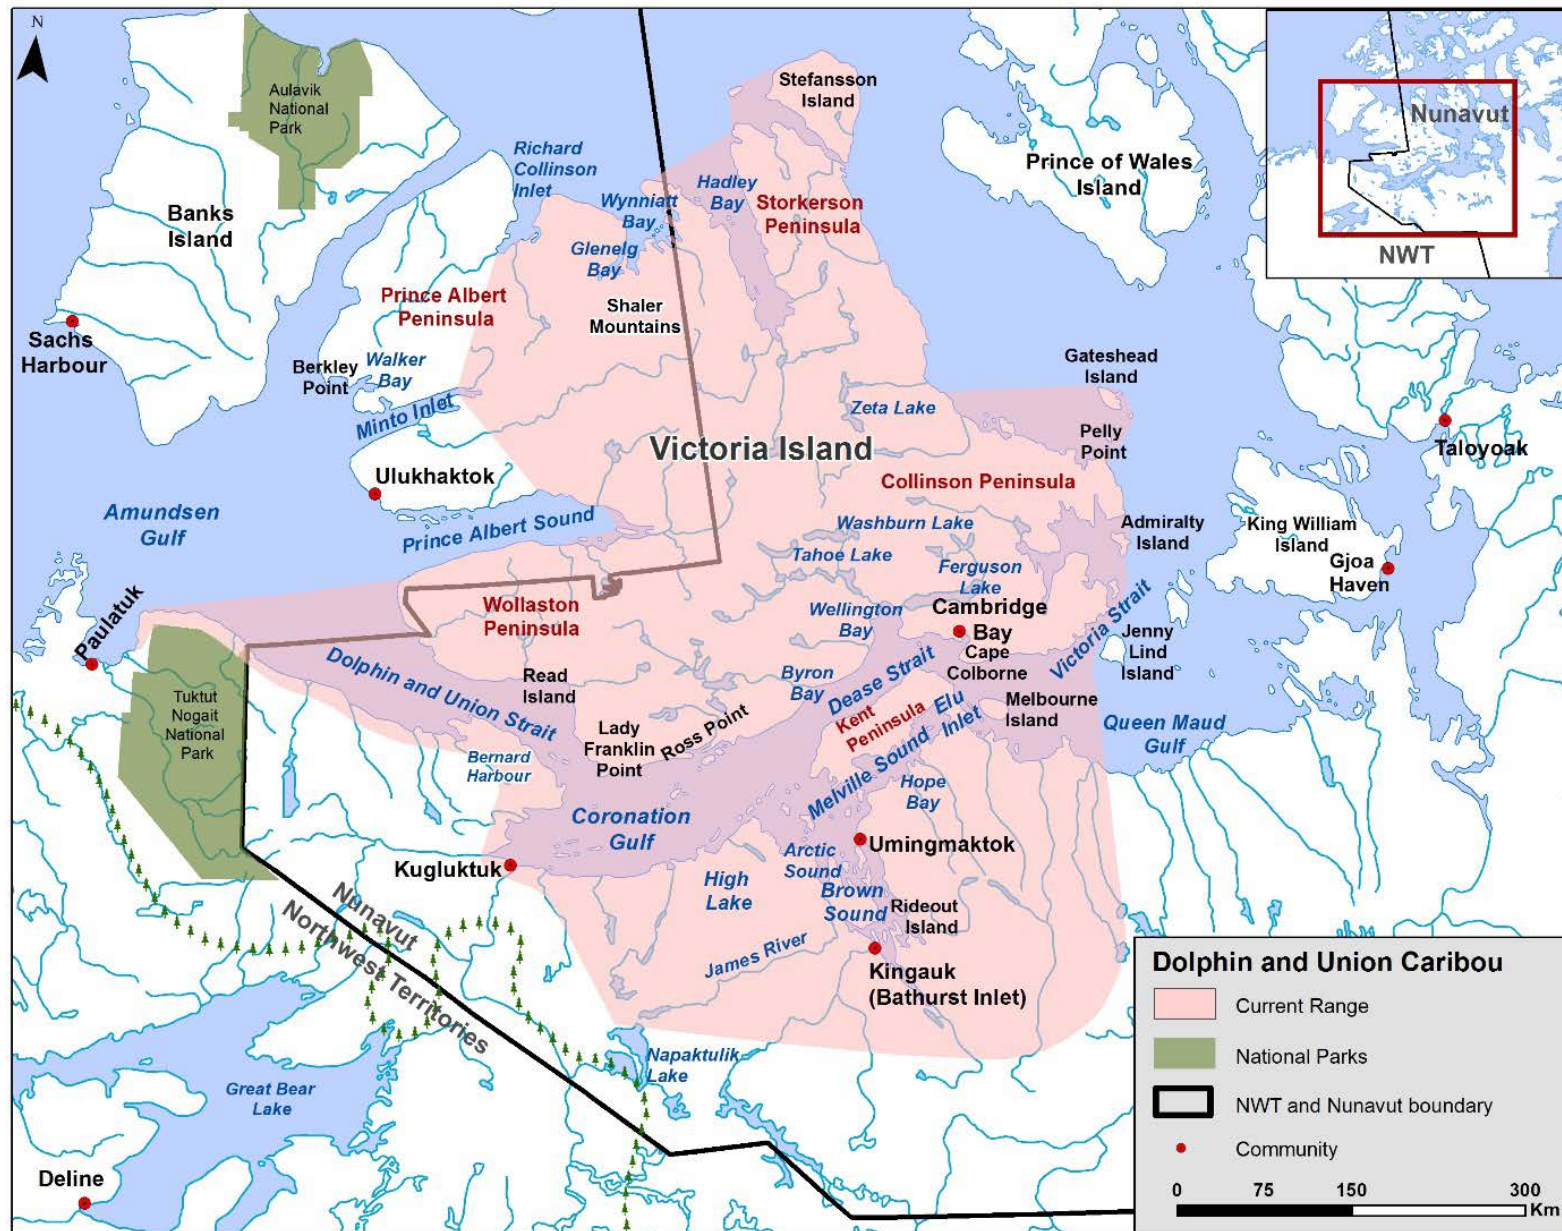 N
Aulavik
National
Park
Stefansson
Island
Nunavut
NWT
Richard
Collinson
Inlet
Prince of Wales
Island
Wynniatt
Bay
Hadley
Bay
Storkerson
Peninsula
Banks
Island
Glenelg
Bay
Prince Albert
Peninsula
Shaler
Mountains
Sachs
Harbour
Berkley
Point
Walker
Bay
Minto Inlet
Gateshead
Island
Zeta Lake
Pelly
Point
Taloyoak
Victoria Island
Ulukhaktok
Collinson Peninsula
Amundsen
Gulf
Prince Albert Sound
Washburn Lake
Tahoe Lake
Ferguson
Lake
Admiralty
Island
King William
Island
Gjoa
Haven
Paulatuk
Wollaston
Peninsula
Wellington
Bay
Cambridge
Bay
Cape
Colborne
Victoria Strait
Jenny
Lind
Island
Tuktut
Nogait
National
Park
Dolphin and Union Strait
Read
Island
Byron
Bay
Dease Strait
Kent
Peninsula
Elu
Inlet
Melbourne
Island
Queen Maud
Gulf
Lady
Franklin
Point
Ross Point
Bernard
Harbour
Melville Sound
Hope
Bay
Coronation
Gulf
Kugluktuk
Umingmaktok
Arctic
Sound
High
Lake
Brown
Sound
Rideout
Island
Nunavut
Northwest Territories
James River
Kingauk
(Bathurst Inlet)
Napaktulik
Lake
Great Bear
Lake
Deline
Dolphin and Union Caribou
Current Range
National Parks
NWT and Nunavut boundary
Community
0 75 150 300
Km